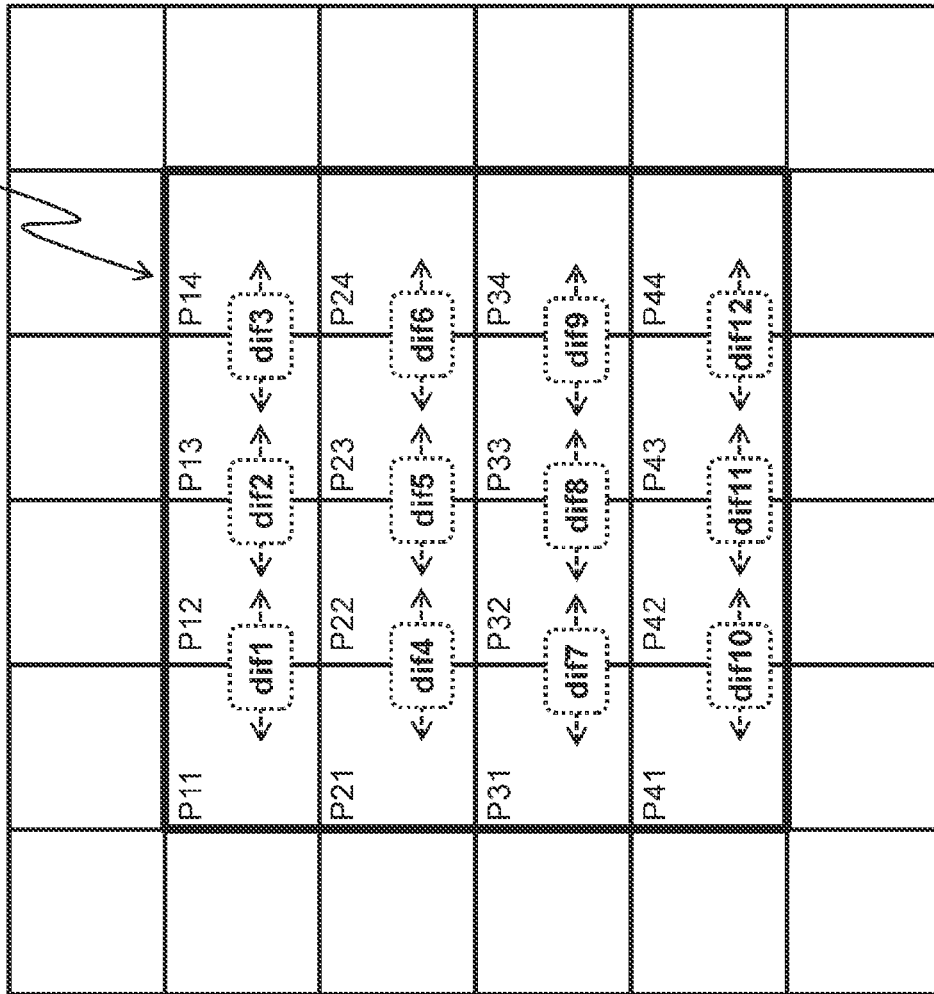 P11 P12 P13 P14
dif1 dif2 dif3
P21 P22 P23 P24
dif4 dif5 dif6
P31 P32 P33 P34
dif7 dif8 dif9
P41 P42 P43 P44
dif10 dif11 dif12